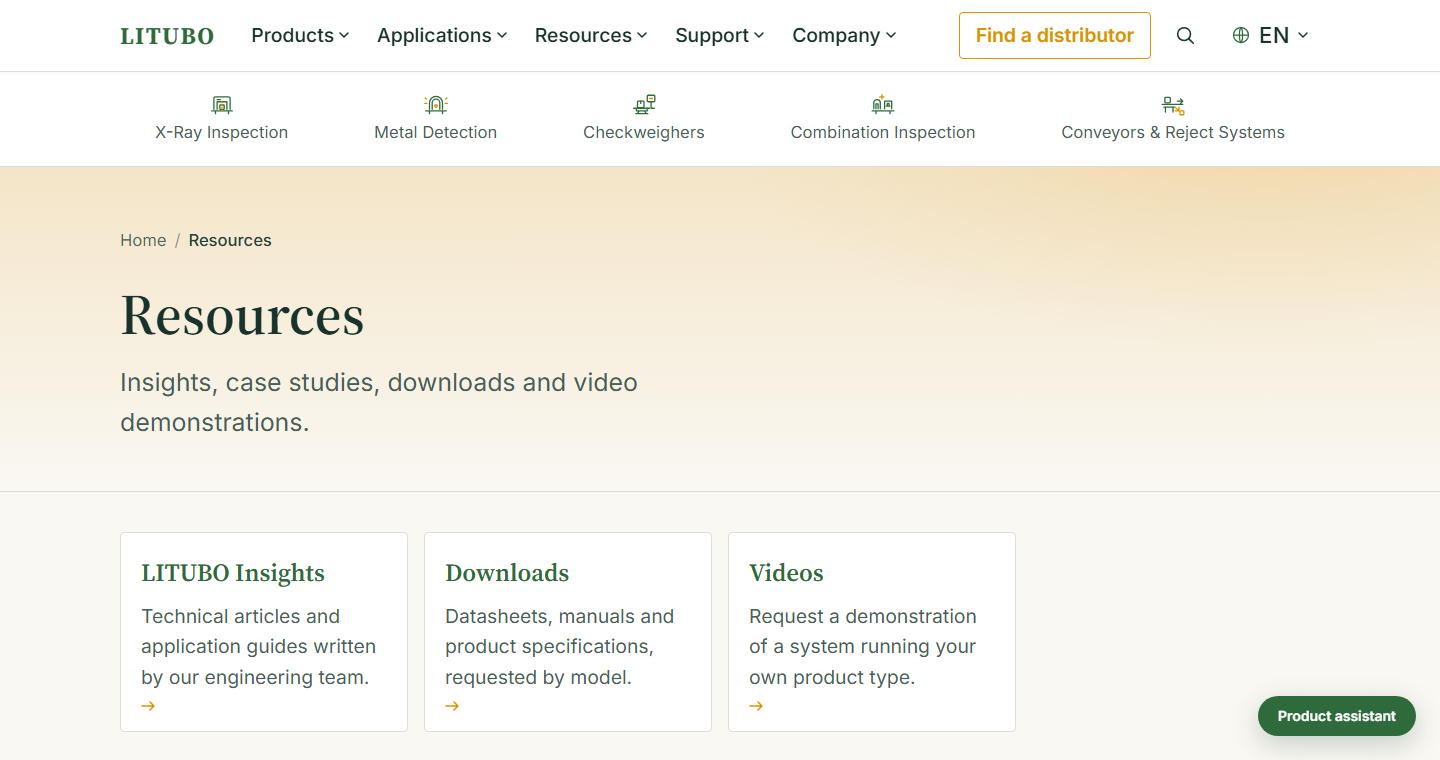 LITUBO Products Applications Resources Support Company Find a distributor EN
X-Ray Inspection Metal Detection Checkweighers Combination Inspection Conveyors & Reject Systems
Home / Resources
Resources
Insights, case studies, downloads and video
demonstrations.
LITUBO Insights
Technical articles and
application guides written
by our engineering team.
Downloads
Datasheets, manuals and
product specifications,
requested by model.
Videos
Request a demonstration
of a system running your
own product type.
Product assistant